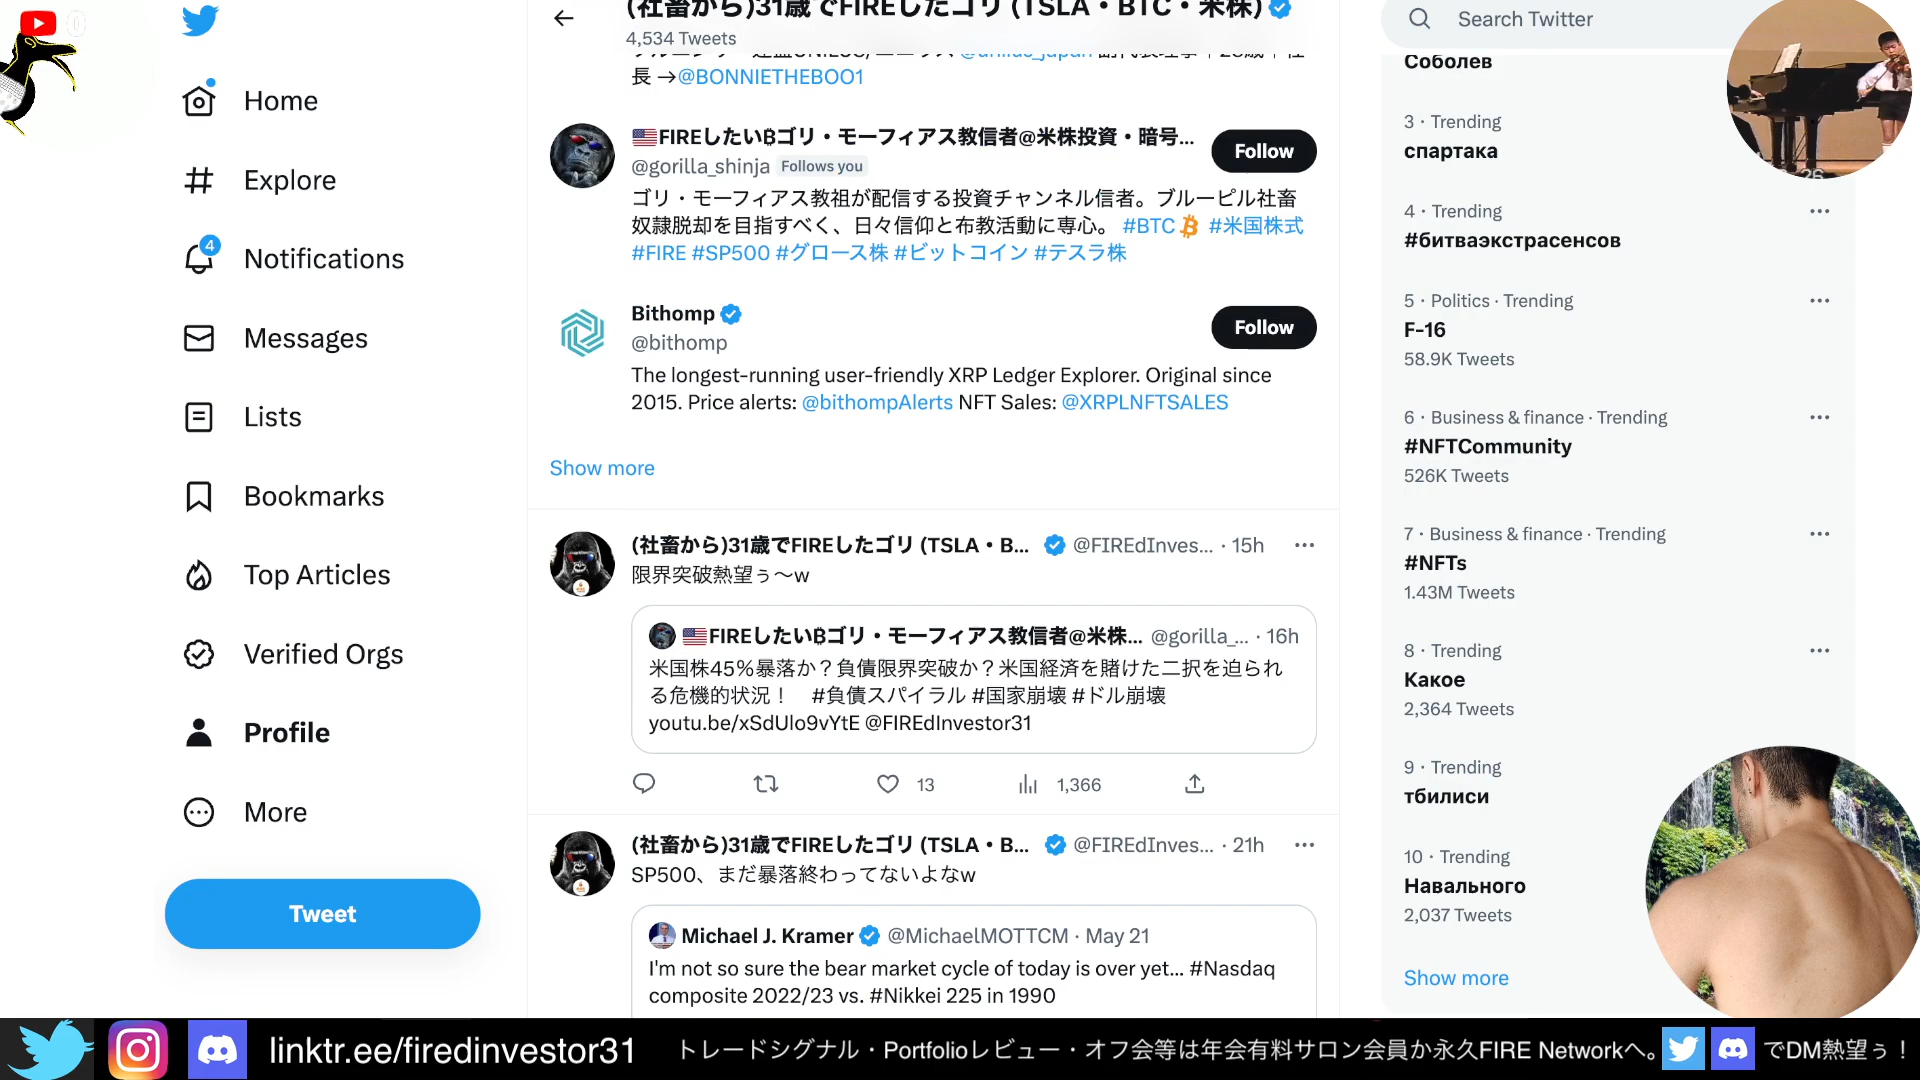 0
Home
Explore
4
Notifications
Messages
Lists
Bookmarks
Top Articles
Verified Orgs
Profile
More
Tweet
(社畜から)31歳でFIREしたゴリ (TSLA・BTC・米株)
4,534 Tweets
長 →@BONNIETHEBOO1
🇺🇸FIREしたい₿ゴリ・モーフィアス教信者@米株投資・暗号...
@gorilla_shinja Follows you
Follow
ゴリ・モーフィアス教祖が配信する投資チャンネル信者。ブルーピル社畜
奴隷脱却を目指すべく、日々信仰と布教活動に専心。 #BTC #米国株式
#FIRE #SP500 #グロース株 #ビットコイン #テスラ株
Bithomp
@bithomp
Follow
The longest-running user-friendly XRP Ledger Explorer. Original since
2015. Price alerts: @bithompAlerts NFT Sales: @XRPLNFTSALES
Show more
(社畜から)31歳でFIREしたゴリ (TSLA・B... @FIREdInves... · 15h
限界突破熱望ぅ〜w
🇺🇸FIREしたい₿ゴリ・モーフィアス教信者@米株... @gorilla_... · 16h
米国株45%暴落か？負債限界突破か？米国経済を賭けた二択を迫られ
る危機的状況！　#負債スパイラル #国家崩壊 #ドル崩壊
youtu.be/xSdUlo9vYtE @FIREdInvestor31
13
1,366
(社畜から)31歳でFIREしたゴリ (TSLA・B... @FIREdInves... · 21h
SP500、まだ暴落終わってないよなw
Michael J. Kramer @MichaelMOTTCM · May 21
I'm not so sure the bear market cycle of today is over yet... #Nasdaq
composite 2022/23 vs. #Nikkei 225 in 1990
Search Twitter
Соболев
3 · Trending
спартака
4 · Trending
#битваэкстрасенсов
5 · Politics · Trending
F-16
58.9K Tweets
6 · Business & finance · Trending
#NFTCommunity
526K Tweets
7 · Business & finance · Trending
#NFTs
1.43M Tweets
8 · Trending
Какое
2,364 Tweets
9 · Trending
тбилиси
10 · Trending
Навального
2,037 Tweets
Show more
linktr.ee/firedinvestor31
トレードシグナル・Portfolioレビュー・オフ会等は年会有料サロン会員か永久FIRE Networkへ。
でDM熱望ぅ！